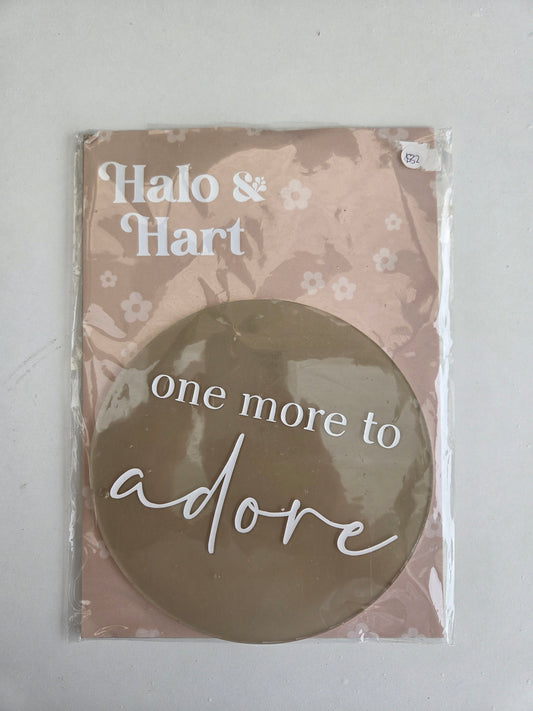 Halo &
Hart
one more to
adore